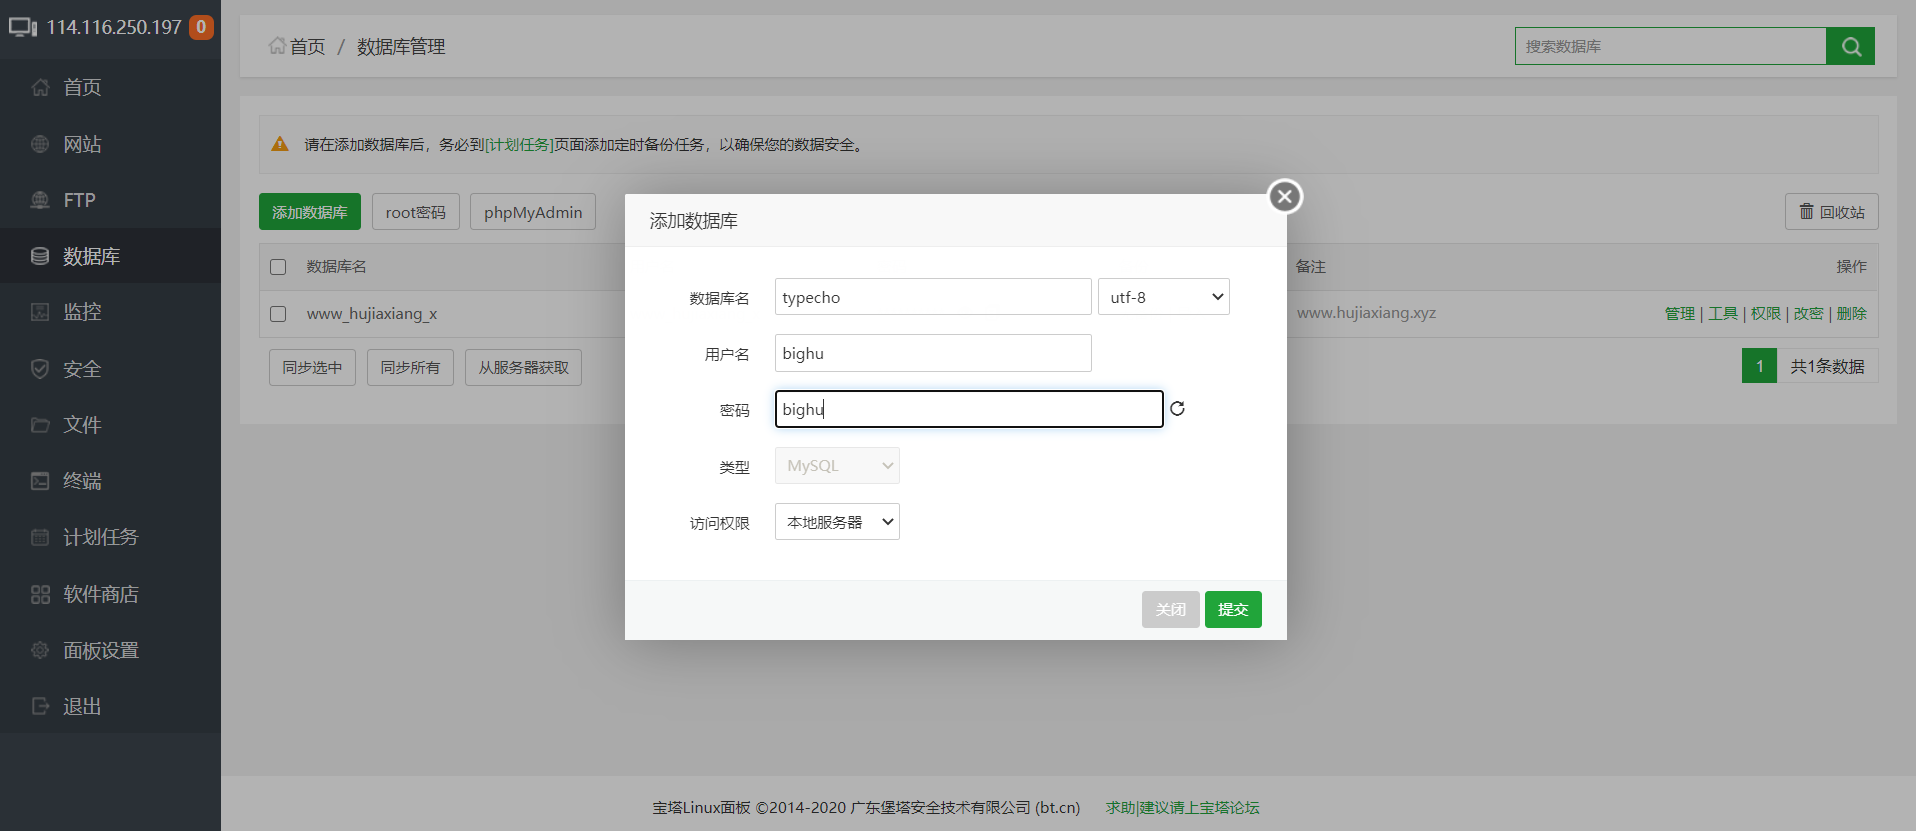 114.116.250.197 0
首页
网站
FTP
数据库
监控
安全
文件
终端
计划任务
软件商店
面板设置
退出
首页 / 数据库管理
搜索数据库
请在添加数据库后，务必到[计划任务]页面添加定时备份任务，以确保您的数据安全。
添加数据库 root密码 phpMyAdmin 回收站
数据库名 备注 操作
www_hujiaxiang_x www.hujiaxiang.xyz 管理 | 工具 | 权限 | 改密 | 删除
同步选中 同步所有 从服务器获取 1 共1条数据
添加数据库
数据库名 typecho utf-8
用户名 bighu
密码 bighu
类型 MySQL
访问权限 本地服务器
关闭 提交
宝塔Linux面板 ©2014-2020 广东堡塔安全技术有限公司 (bt.cn) 求助|建议请上宝塔论坛